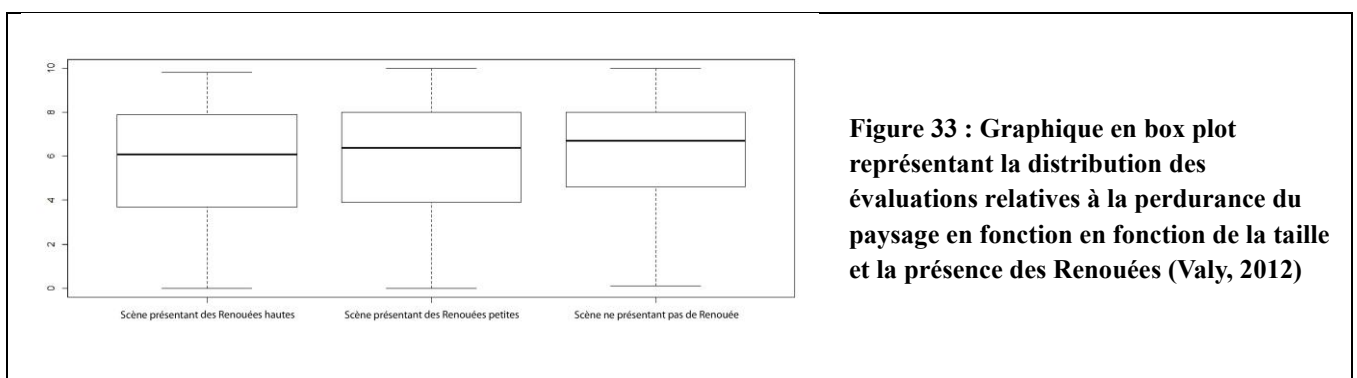 10
8
6
4
2
0
Scène présentant des Renouées hautes
Scène présentant des Renouées petites
Scène ne présentant pas de Renouée
Figure 33 : Graphique en box plot
représentant la distribution des
évaluations relatives à la perdurance du
paysage en fonction en fonction de la taille
et la présence des Renouées (Valy, 2012)